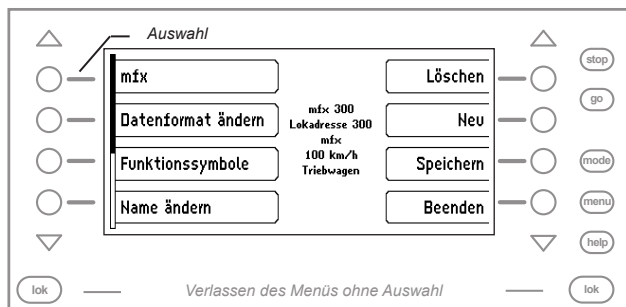 Auswahl
mfx
Datenformat ändern
Funktionssymbole
Name ändern
mfx 300
Lokadresse 300
mfx
100 km/h
Triebwagen
Löschen
Neu
Speichern
Beenden
stop
go
mode
menu
help
lok
Verlassen des Menüs ohne Auswahl
lok